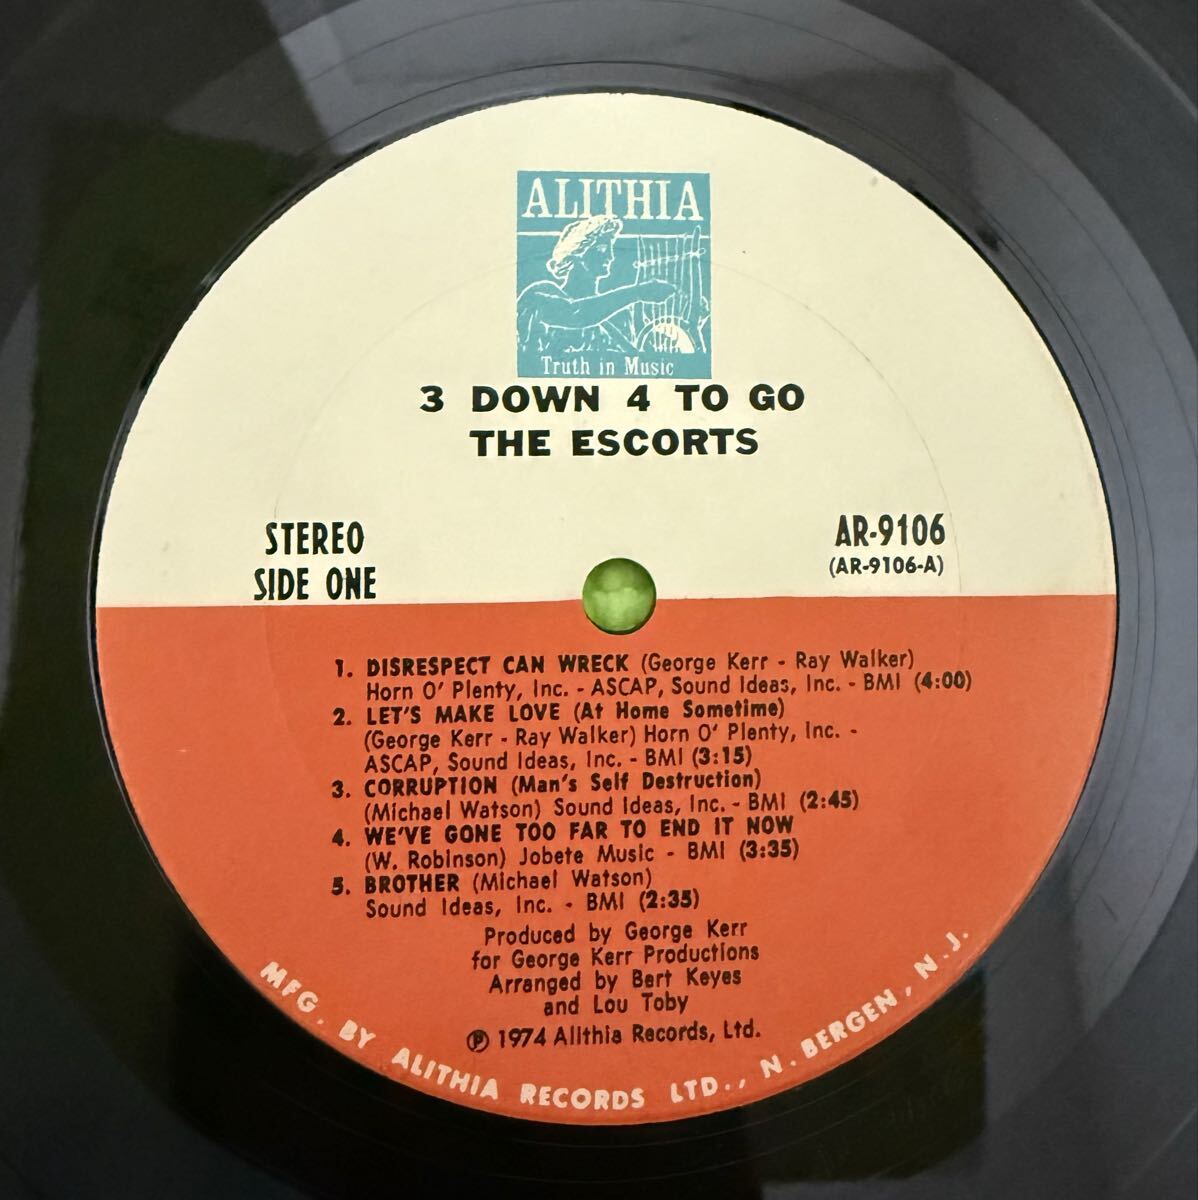 ALITHIA
Truth in Music
3 DOWN 4 TO GO
THE ESCORTS
STEREO
SIDE ONE
AR-9106
(AR-9106-A)
1. DISRESPECT CAN WRECK (George Kerr - Ray Walker)
Horn O' Plenty, Inc. - ASCAP, Sound Ideas, Inc. - BMI (4:00)
2. LET'S MAKE LOVE (At Home Sometime)
(George Kerr - Ray Walker) Horn O' Plenty, Inc. -
ASCAP, Sound Ideas, Inc. - BMI (3:15)
3. CORRUPTION (Man's Self Destruction)
(Michael Watson) Sound Ideas, Inc. - BMI (2:45)
4. WE'VE GONE TOO FAR TO END IT NOW
(W. Robinson) Jobete Music - BMI (3:35)
5. BROTHER (Michael Watson)
Sound Ideas, Inc. - BMI (2:35)
Produced by George Kerr
for George Kerr Productions
Arranged by Bert Keyes
and Lou Toby
℗ 1974 Alithia Records, Ltd.
MFG. BY ALITHIA RECORDS LTD., N. BERGEN, N.J.